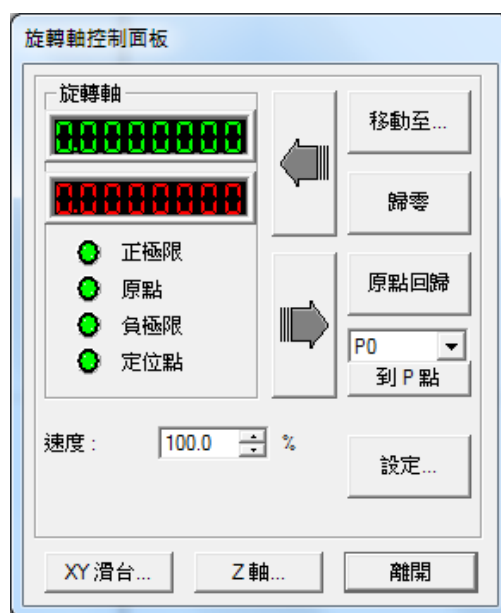 旋轉軸控制面板
旋轉軸
0.0000000
0.0000000
正極限
原點
負極限
定位點
移動至...
歸零
原點回歸
P0
到 P 點
速度 : 100.0 %
設定...
XY 滑台...
Z 軸...
離開